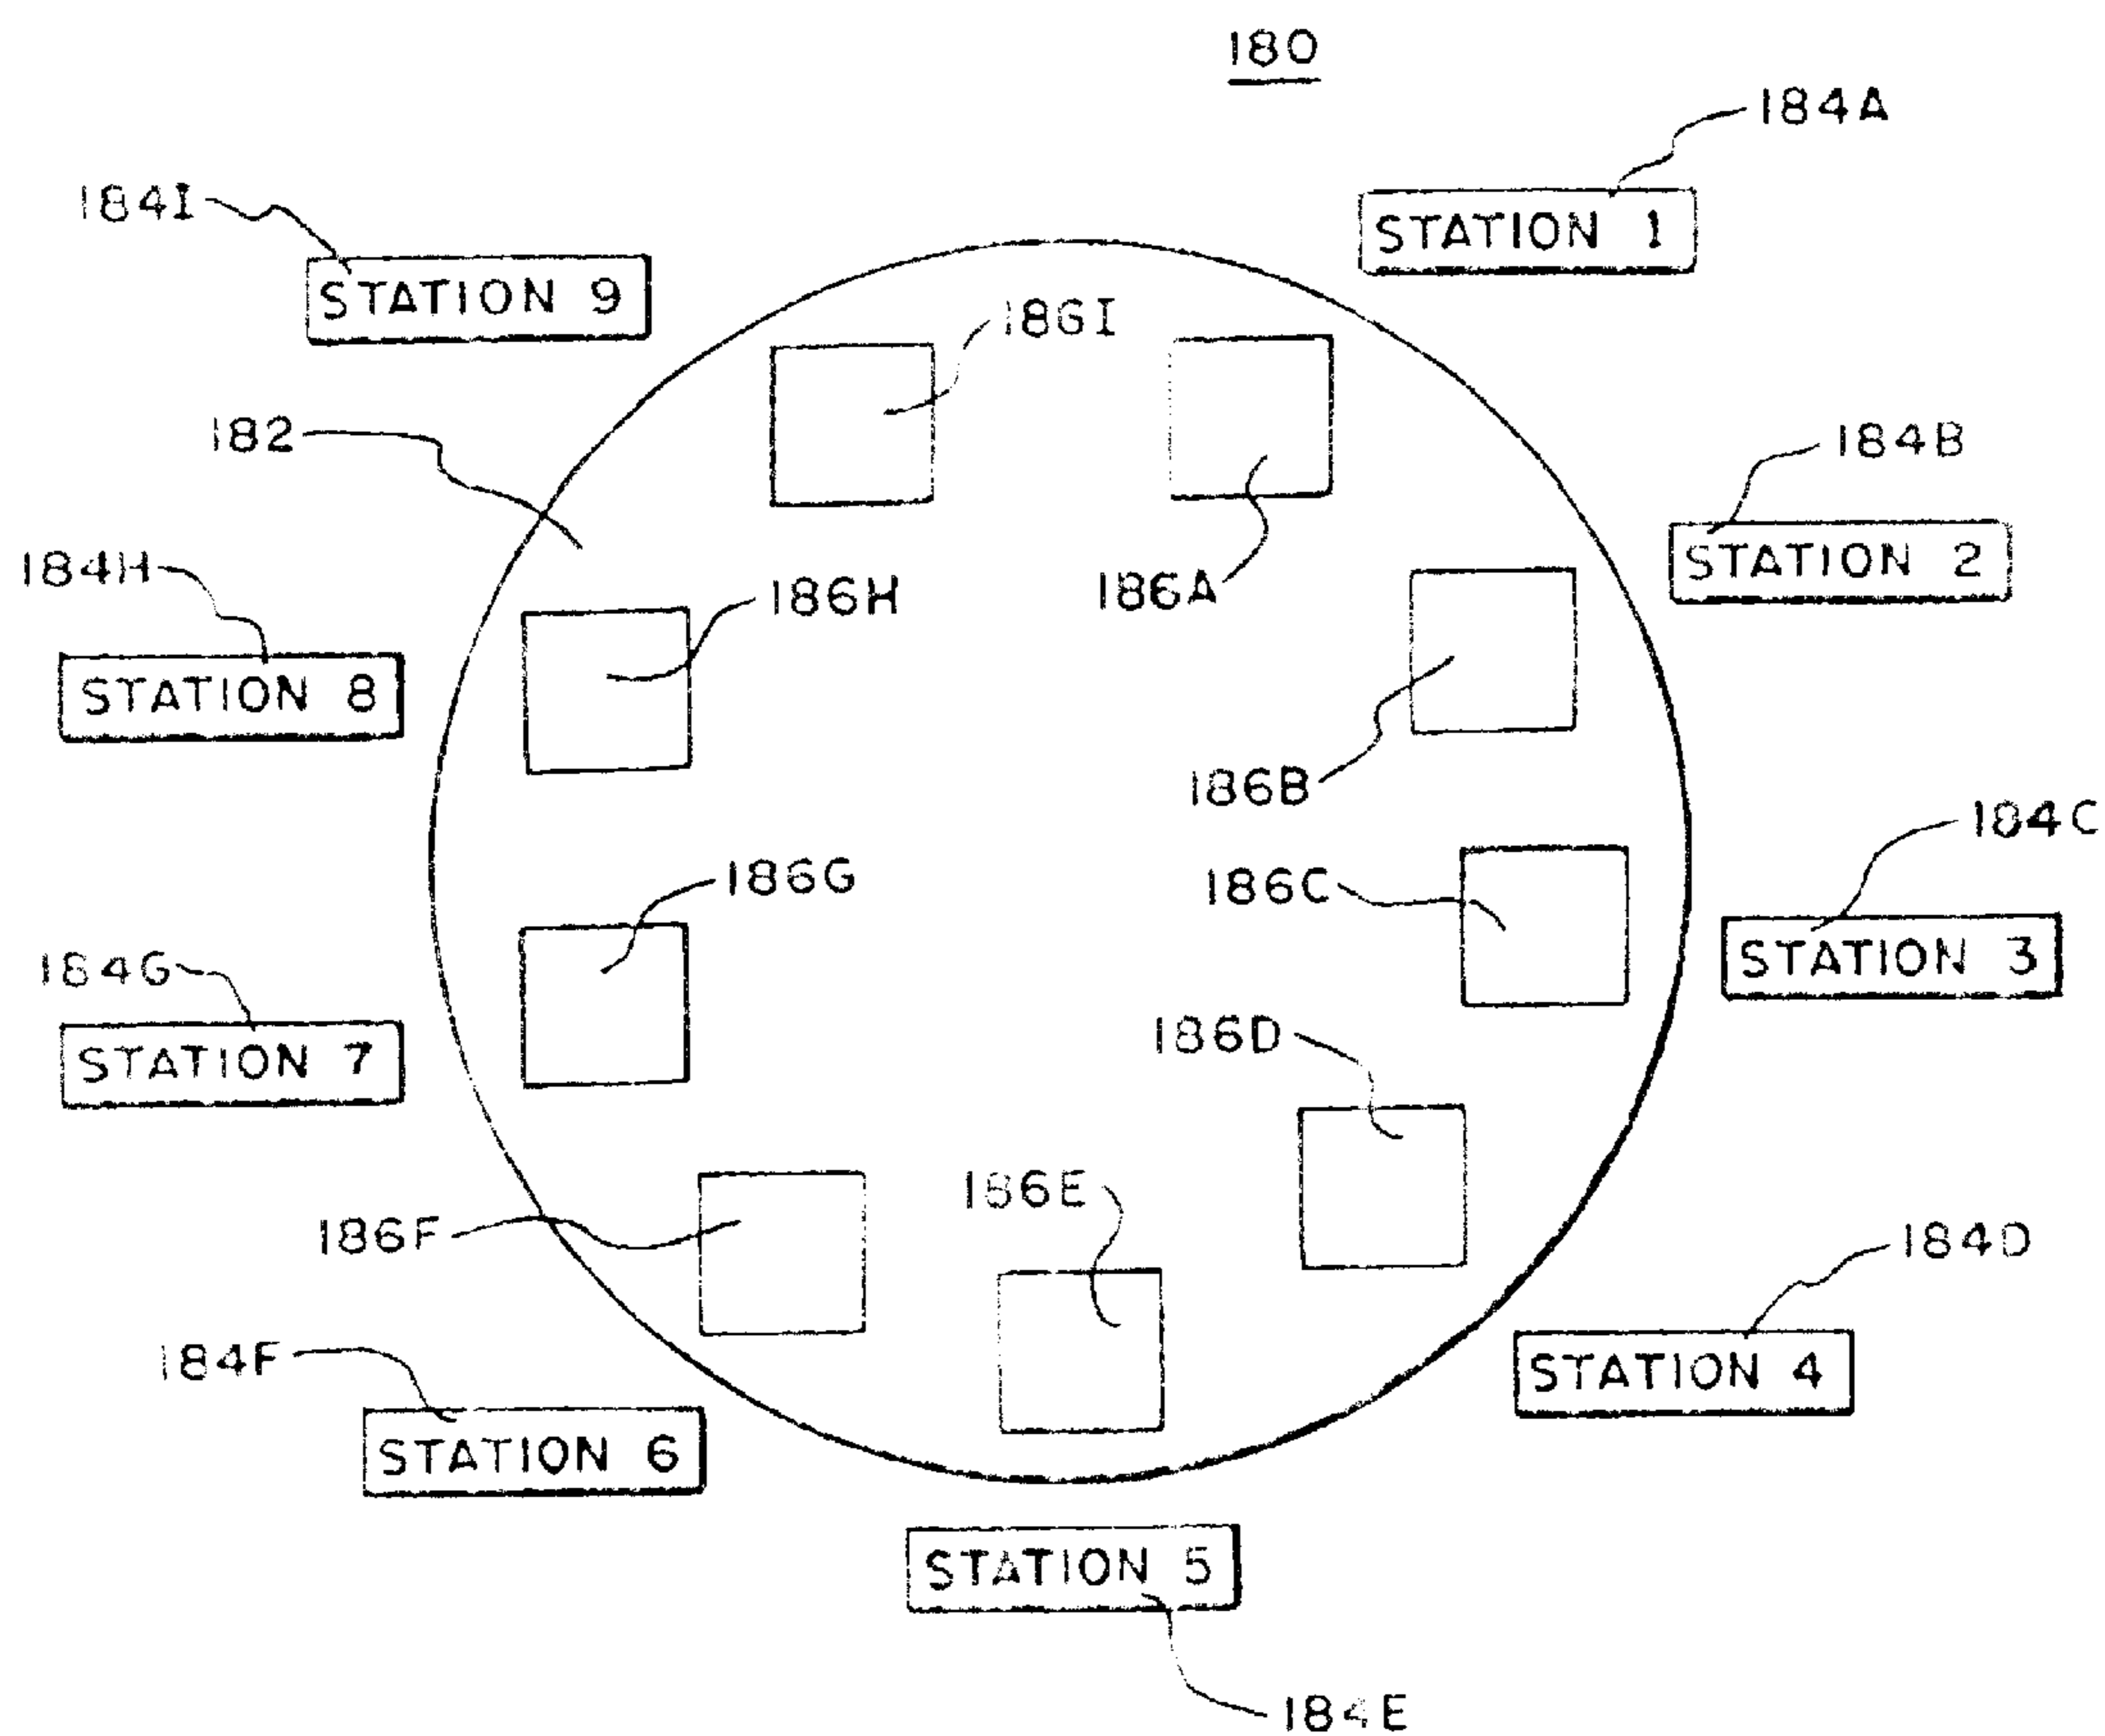 180
184A
184I
STATION 1
STATION 9
186I
182
184B
STATION 2
184H
186H
186A
STATION 8
186B
184C
186G
186C
STATION 3
184G
186D
STATION 7
186E
186F
184D
184F
STATION 4
STATION 6
STATION 5
184E